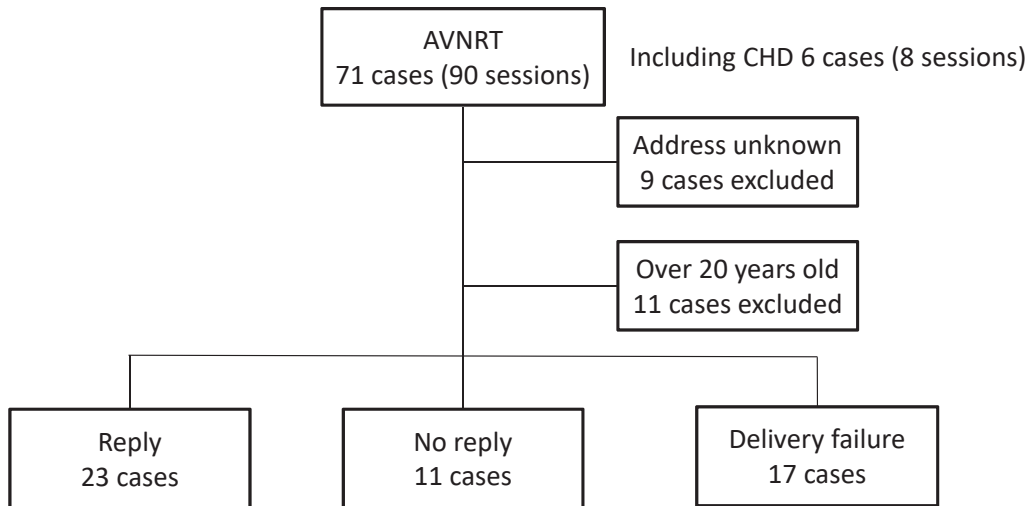 AVNRT
71 cases (90 sessions)
Including CHD 6 cases (8 sessions)
Address unknown
9 cases excluded
Over 20 years old
11 cases excluded
Reply
23 cases
No reply
11 cases
Delivery failure
17 cases